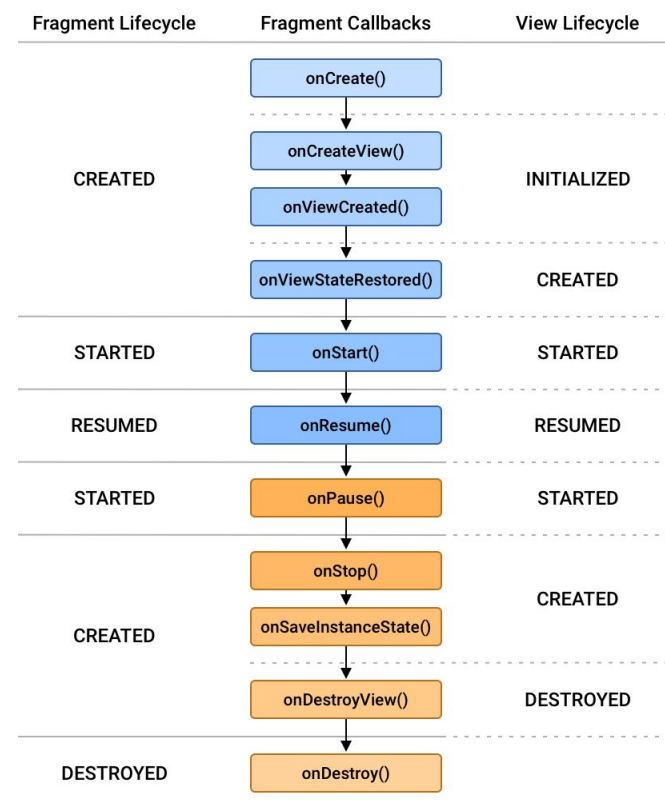 Fragment Lifecycle Fragment Callbacks View Lifecycle
onCreate()
onCreateView()
CREATED INITIALIZED
onViewCreated()
onViewStateRestored() CREATED
STARTED onStart() STARTED
RESUMED onResume() RESUMED
STARTED onPause() STARTED
onStop()
CREATED
onSaveInstanceState()
CREATED
onDestroyView() DESTROYED
DESTROYED onDestroy()